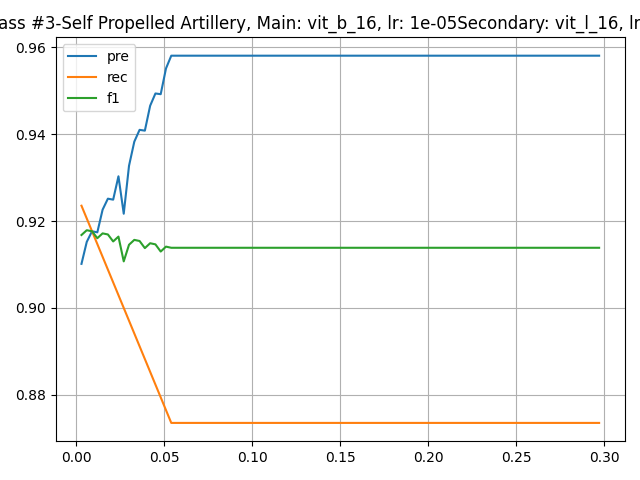 ass #3-Self Propelled Artillery, Main: vit_b_16, lr: 1e-05Secondary: vit_l_16, lr
pre
rec
f1
0.96
0.94
0.92
0.90
0.88
0.00 0.05 0.10 0.15 0.20 0.25 0.30